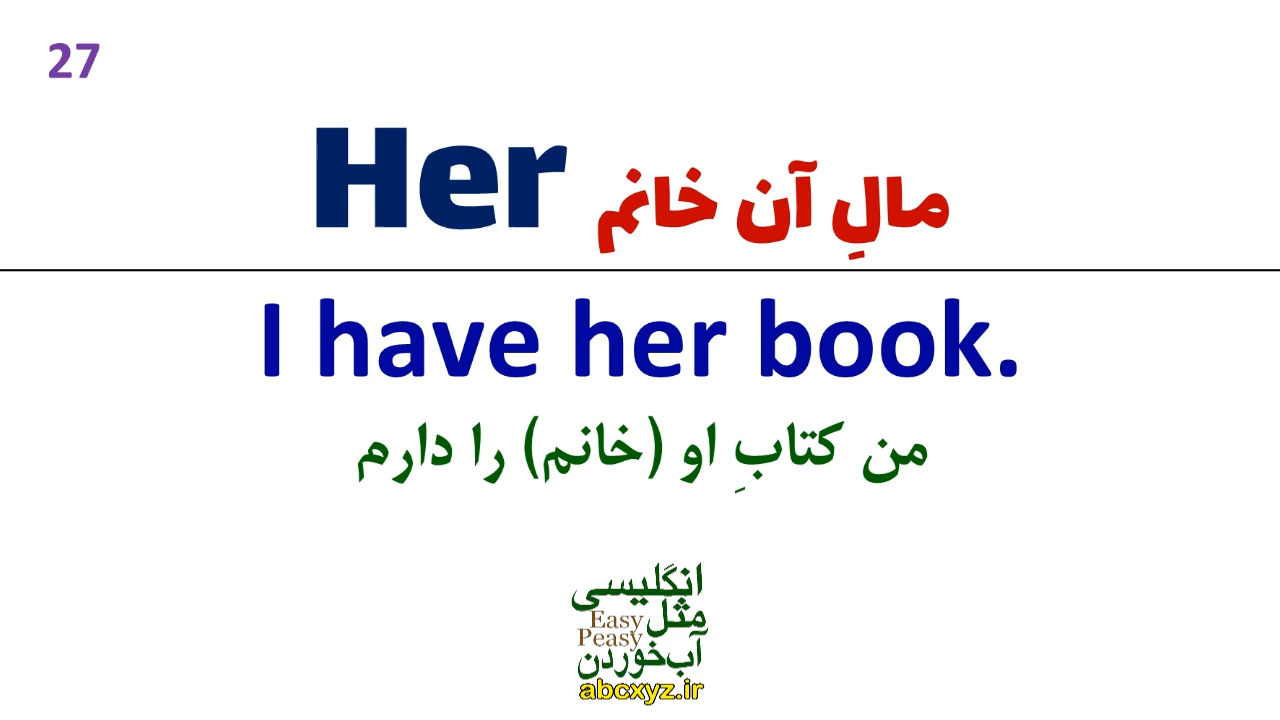 27
Her مالِ آن خانم
I have her book.
من کتابِ او (خانم) را دارم
انگلیسی
مثل Easy
Peasy
آب‌خوردن
abcxyz.ir